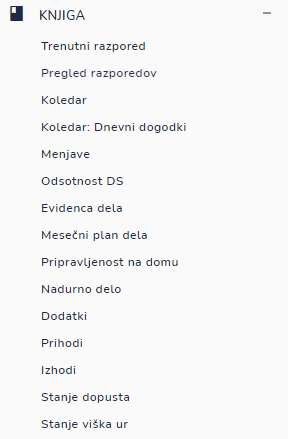 KNJIGA
Trenutni razpored
Pregled razporedov
Koledar
Koledar: Dnevni dogodki
Menjave
Odsotnost DS
Evidenca dela
Mesečni plan dela
Pripravljenost na domu
Nadurno delo
Dodatki
Prihodi
Izhodi
Stanje dopusta
Stanje viška ur